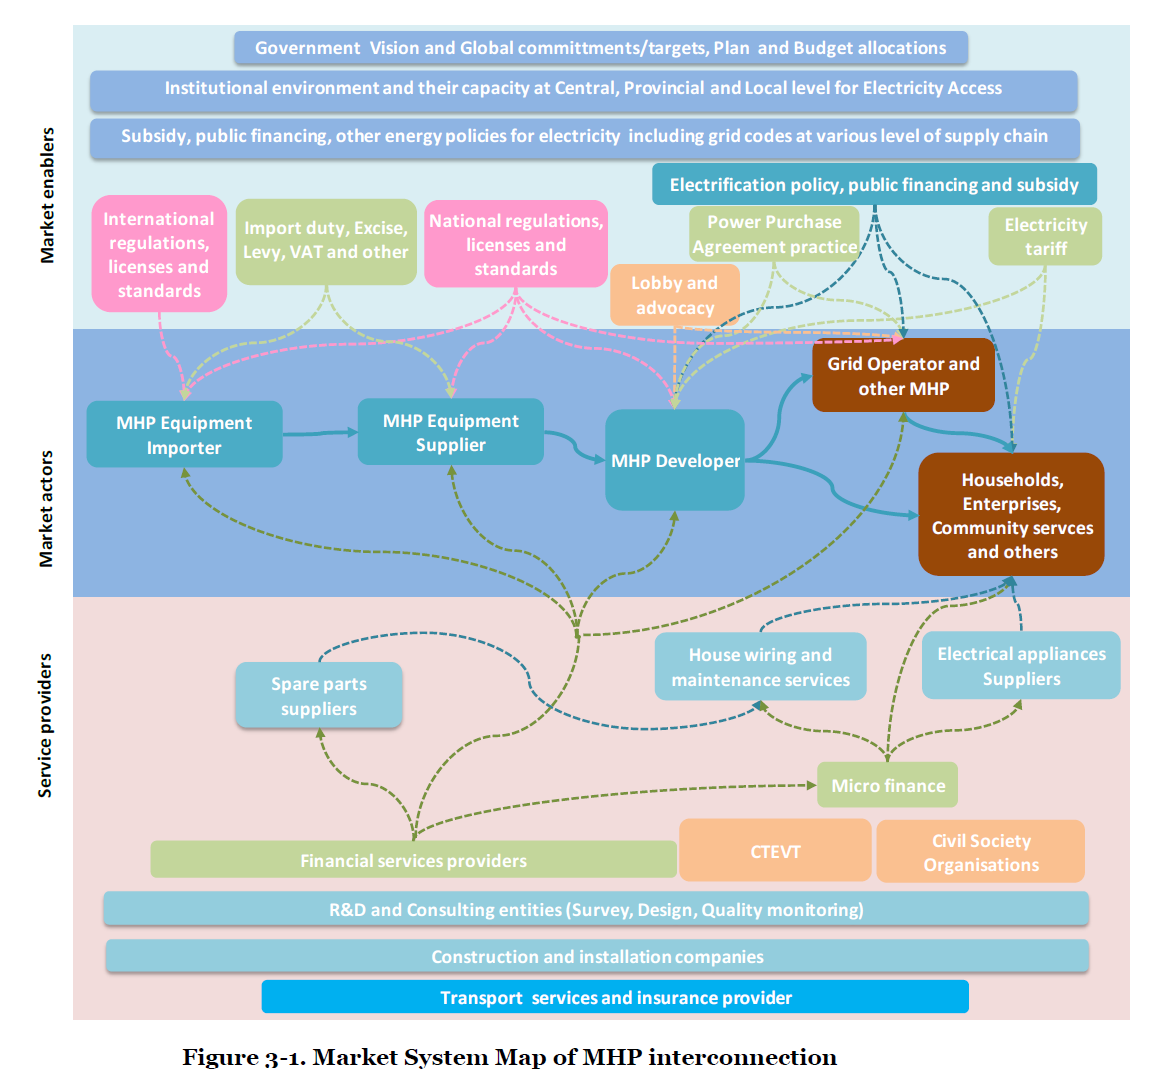 Government Vision and Global committments/targets, Plan and Budget allocations
Institutional environment and their capacity at Central, Provincial and Local level for Electricity Access
Subsidy, public financing, other energy policies for electricity including grid codes at various level of supply chain
Market enablers
Electrification policy, public financing and subsidy
International
regulations,
licenses and
standards
Import duty, Excise,
Levy, VAT and other
National regulations,
licenses and
standards
Power Purchase
Agreement practice
Electricity
tariff
Lobby and
advocacy
Market actors
Grid Operator and
other MHP
MHP Equipment
Importer
MHP Equipment
Supplier
MHP Developer
Households,
Enterprises,
Community servces
and others
Service providers
Spare parts
suppliers
House wiring and
maintenance services
Electrical appliances
Suppliers
Micro finance
Financial services providers
CTEVT
Civil Society
Organisations
R&D and Consulting entities (Survey, Design, Quality monitoring)
Construction and installation companies
Transport services and insurance provider
Figure 3-1. Market System Map of MHP interconnection